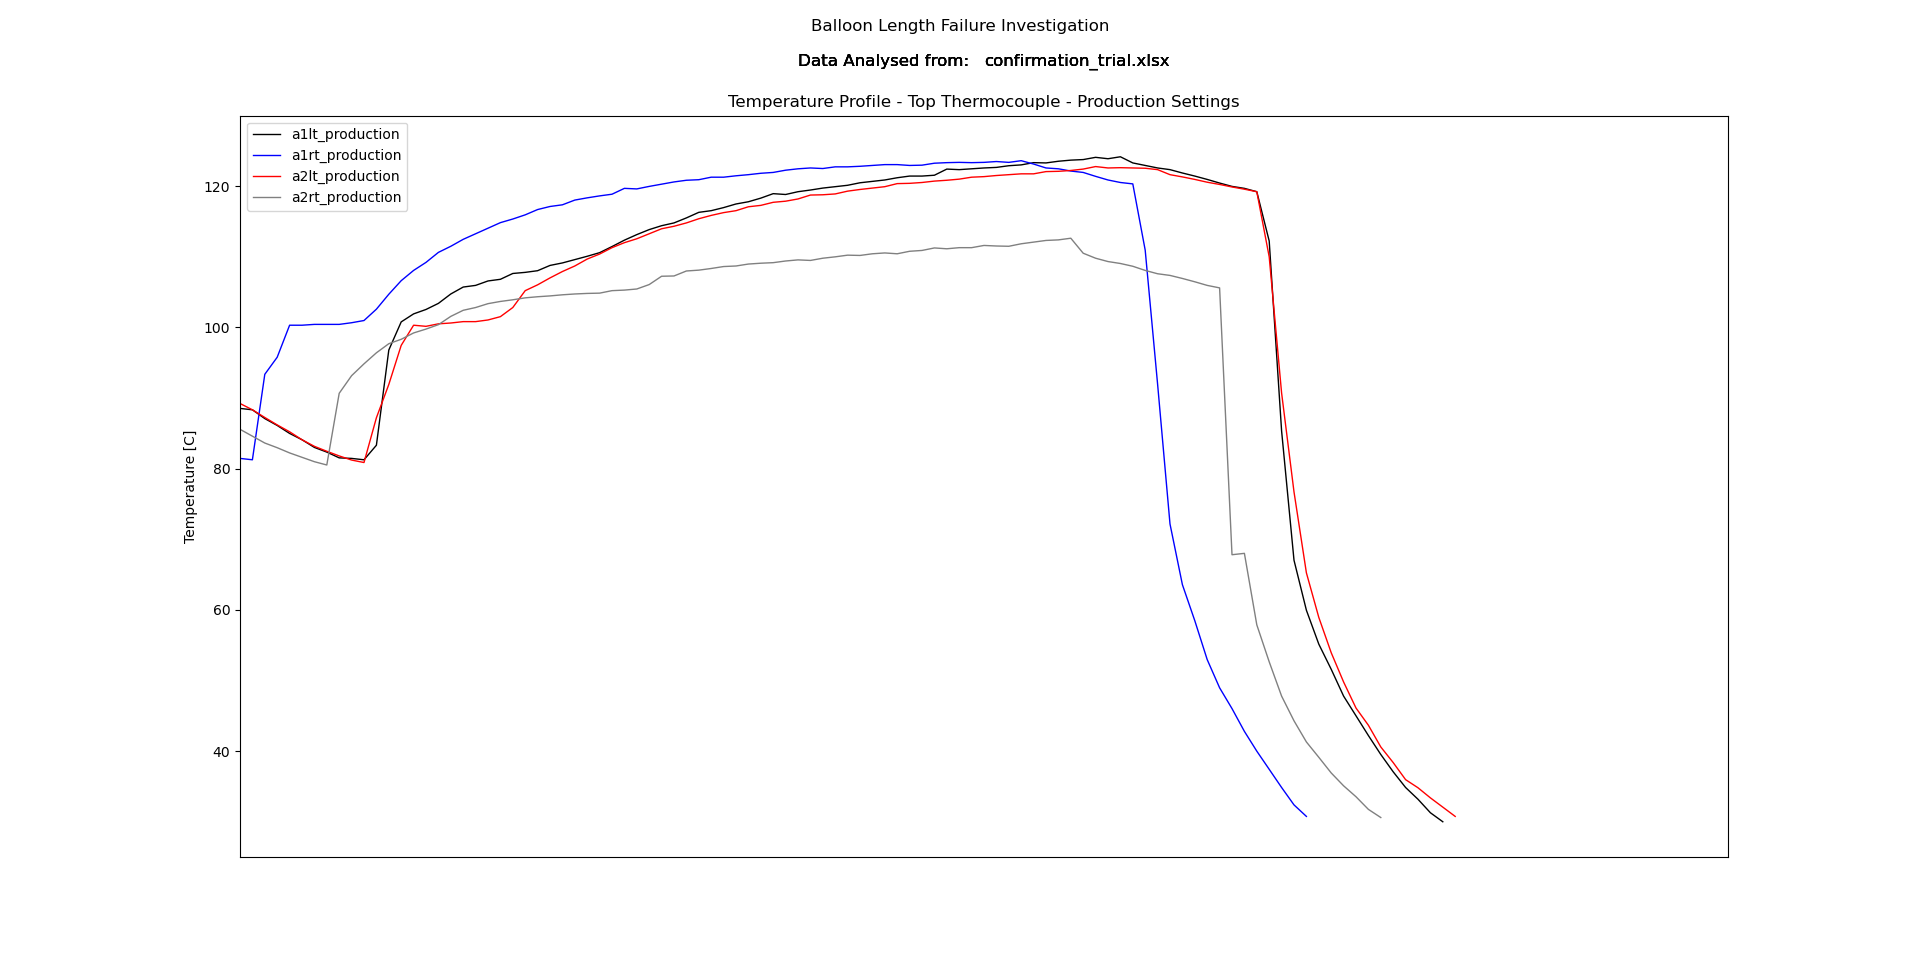 Balloon Length Failure Investigation
Data Analysed from:   confirmation_trial.xlsx
Temperature Profile - Top Thermocouple - Production Settings
a1lt_production
a1rt_production
a2lt_production
a2rt_production
120
100
80
60
40
Temperature [C]